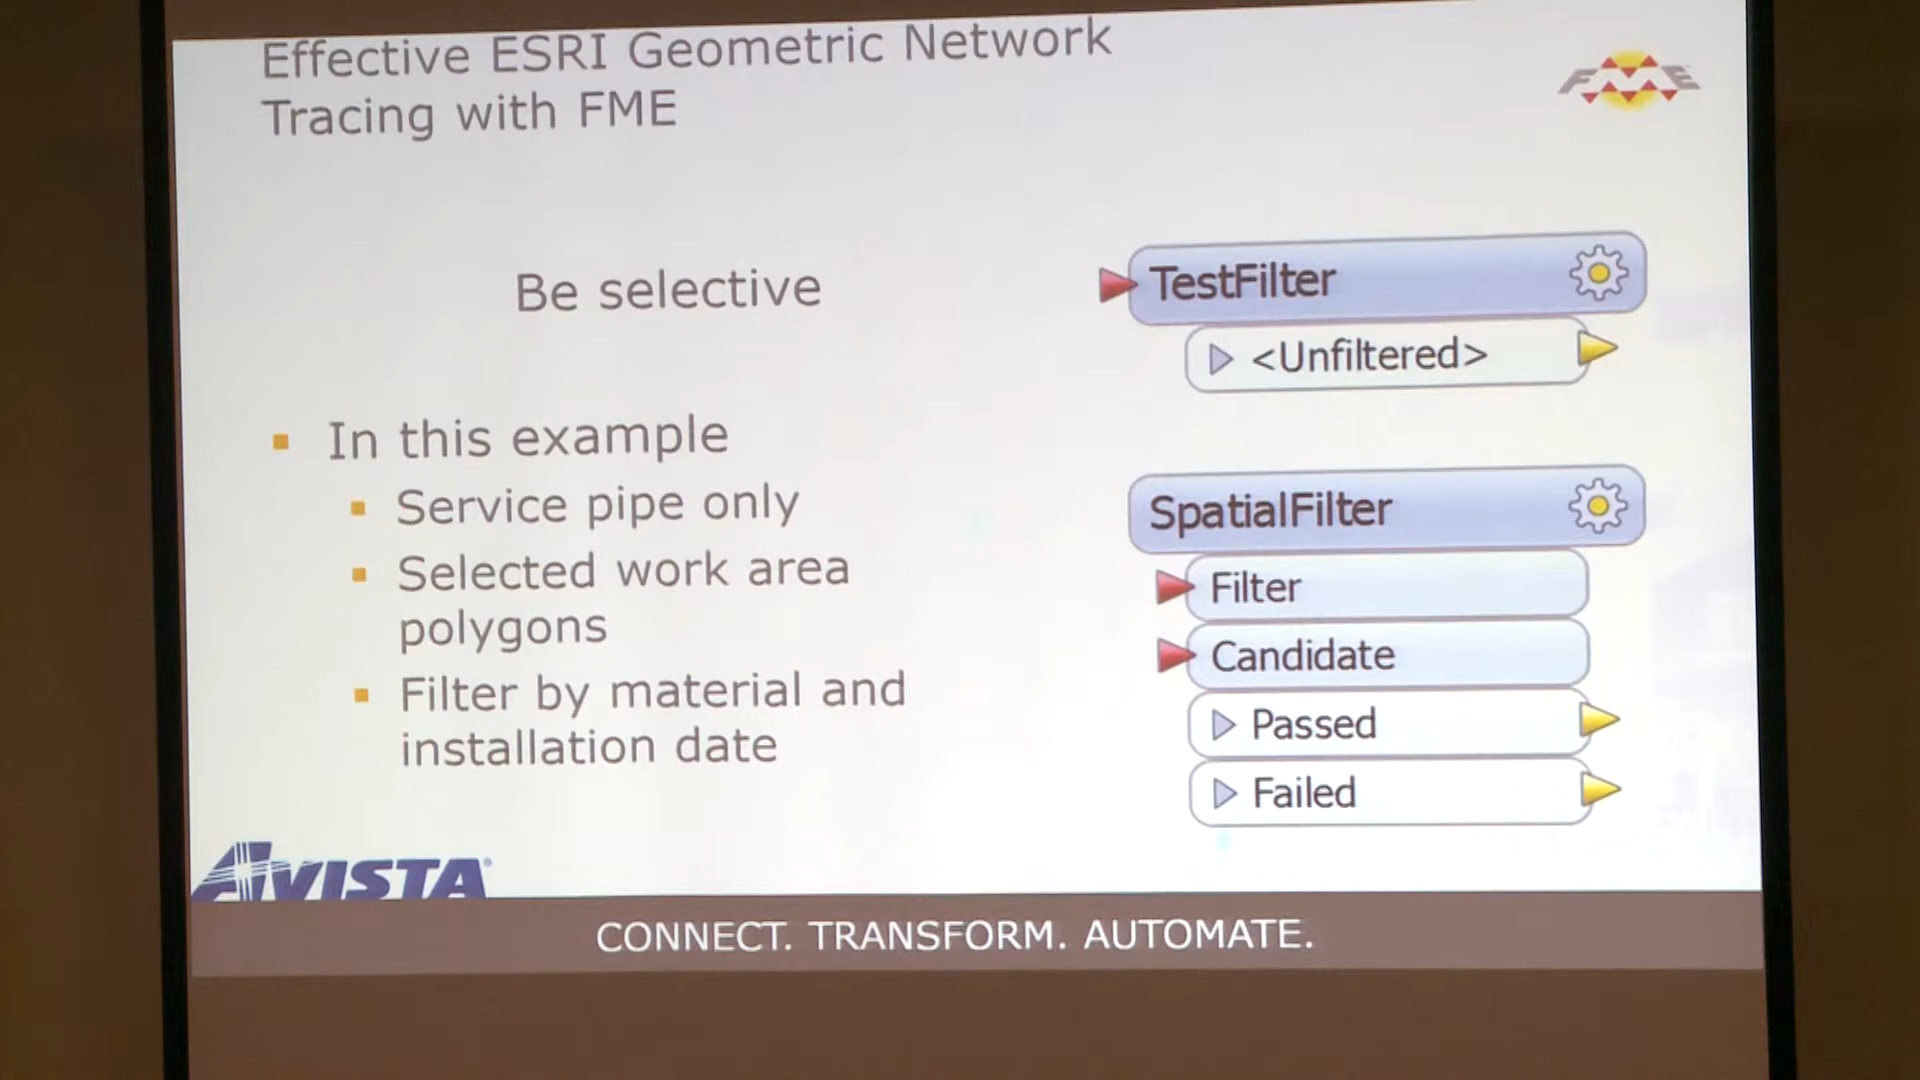 Effective ESRI Geometric Network
Tracing with FME
FME
Be selective
In this example
Service pipe only
Selected work area
polygons
Filter by material and
installation date
TestFilter
<Unfiltered>
SpatialFilter
Filter
Candidate
Passed
Failed
AVISTA
CONNECT. TRANSFORM. AUTOMATE.